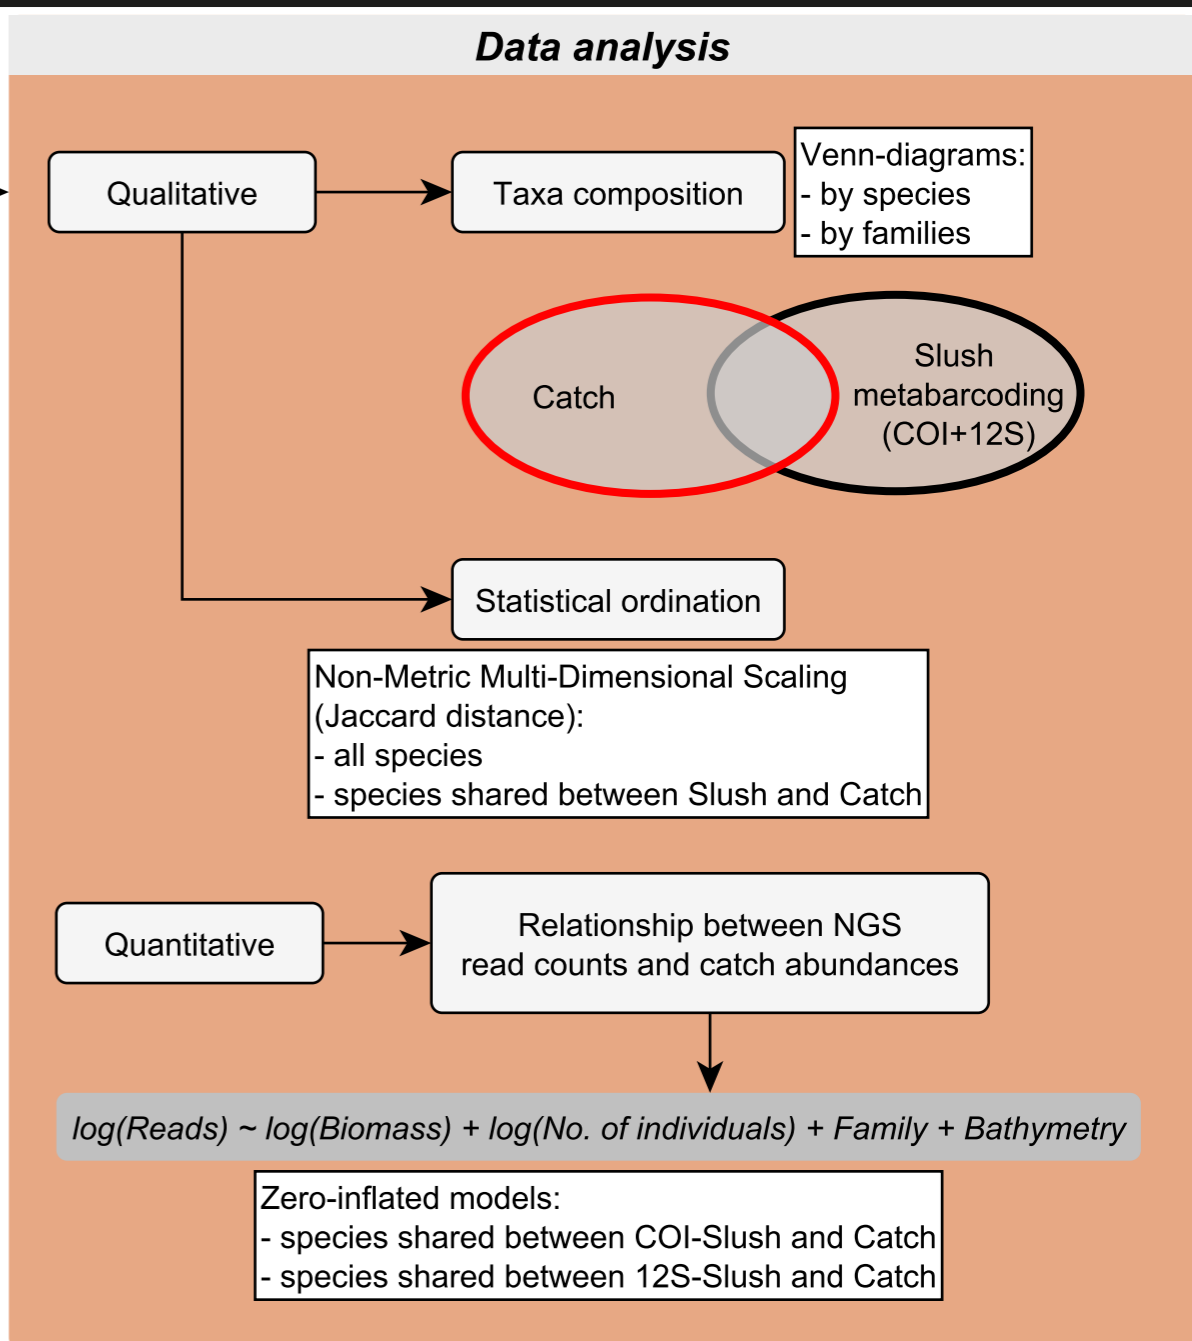 Data analysis
Qualitative
Taxa composition
Venn-diagrams:
- by species
- by families
Catch
Slush
metabarcoding
(COI+12S)
Statistical ordination
Non-Metric Multi-Dimensional Scaling
(Jaccard distance):
- all species
- species shared between Slush and Catch
Quantitative
Relationship between NGS
read counts and catch abundances
log(Reads) ~ log(Biomass) + log(No. of individuals) + Family + Bathymetry
Zero-inflated models:
- species shared between COI-Slush and Catch
- species shared between 12S-Slush and Catch